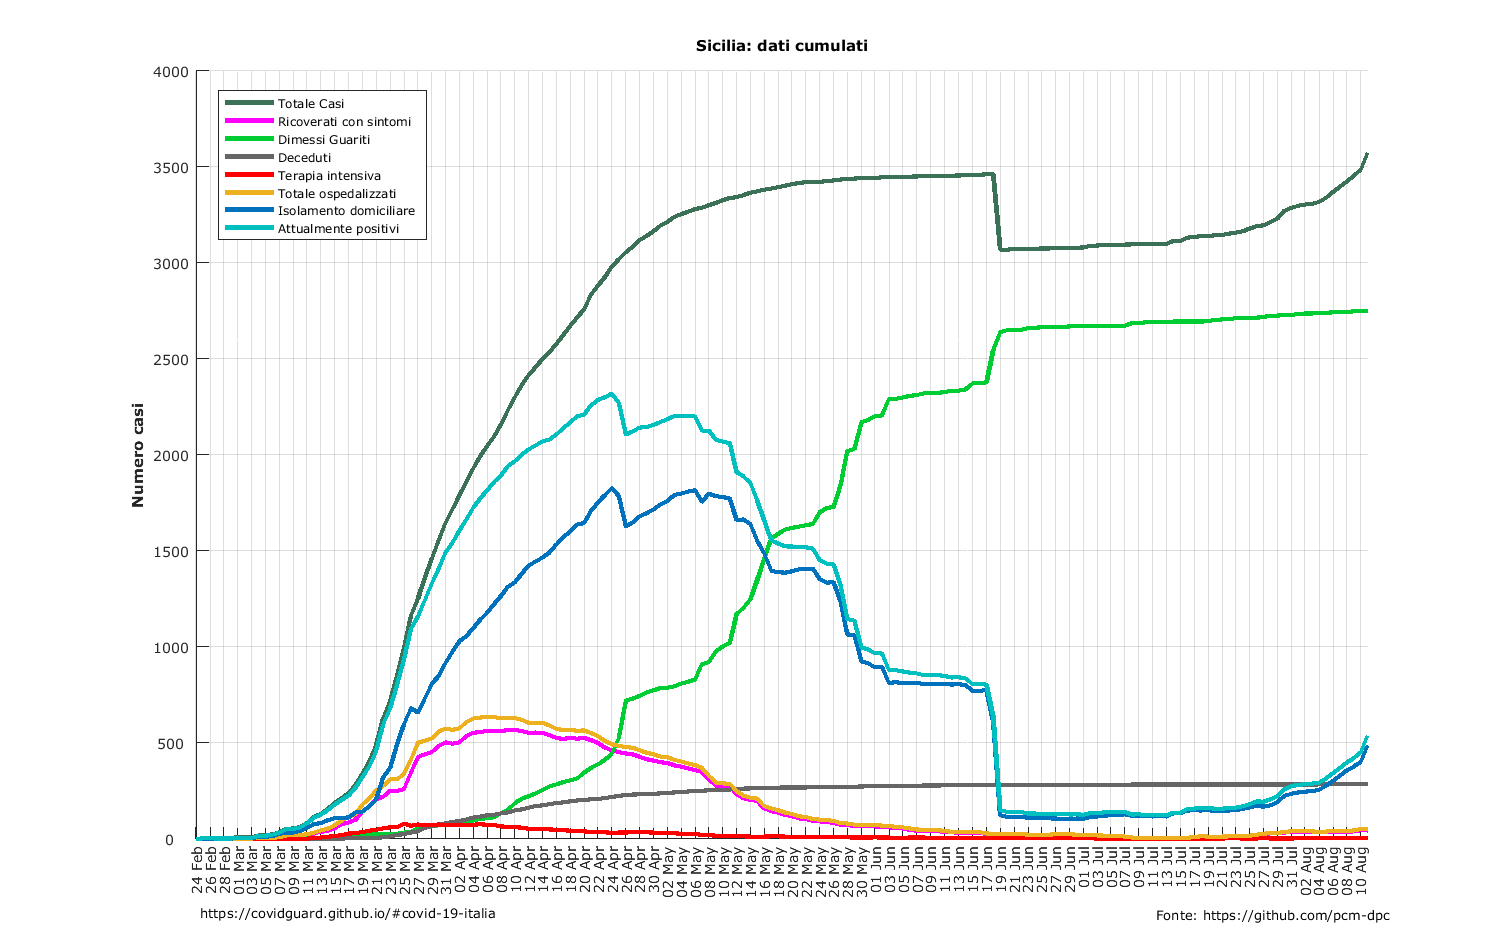 Sicilia: dati cumulati
4000
3500
3000
2500
2000
1500
1000
500
0
Numero casi
Totale Casi
Ricoverati con sintomi
Dimessi Guariti
Deceduti
Terapia intensiva
Totale ospedalizzati
Isolamento domiciliare
Attualmente positivi
24 Feb
26 Feb
28 Feb
01 Mar
03 Mar
05 Mar
07 Mar
09 Mar
11 Mar
13 Mar
15 Mar
17 Mar
19 Mar
21 Mar
23 Mar
25 Mar
27 Mar
29 Mar
31 Mar
02 Apr
04 Apr
06 Apr
08 Apr
10 Apr
12 Apr
14 Apr
16 Apr
18 Apr
20 Apr
22 Apr
24 Apr
26 Apr
28 Apr
30 Apr
02 May
04 May
06 May
08 May
10 May
12 May
14 May
16 May
18 May
20 May
22 May
24 May
26 May
28 May
30 May
01 Jun
03 Jun
05 Jun
07 Jun
09 Jun
11 Jun
13 Jun
15 Jun
17 Jun
19 Jun
21 Jun
23 Jun
25 Jun
27 Jun
29 Jun
01 Jul
03 Jul
05 Jul
07 Jul
09 Jul
11 Jul
13 Jul
15 Jul
17 Jul
19 Jul
21 Jul
23 Jul
25 Jul
27 Jul
29 Jul
31 Jul
02 Aug
04 Aug
06 Aug
08 Aug
10 Aug
https://covidguard.github.io/#covid-19-italia
Fonte: https://github.com/pcm-dpc